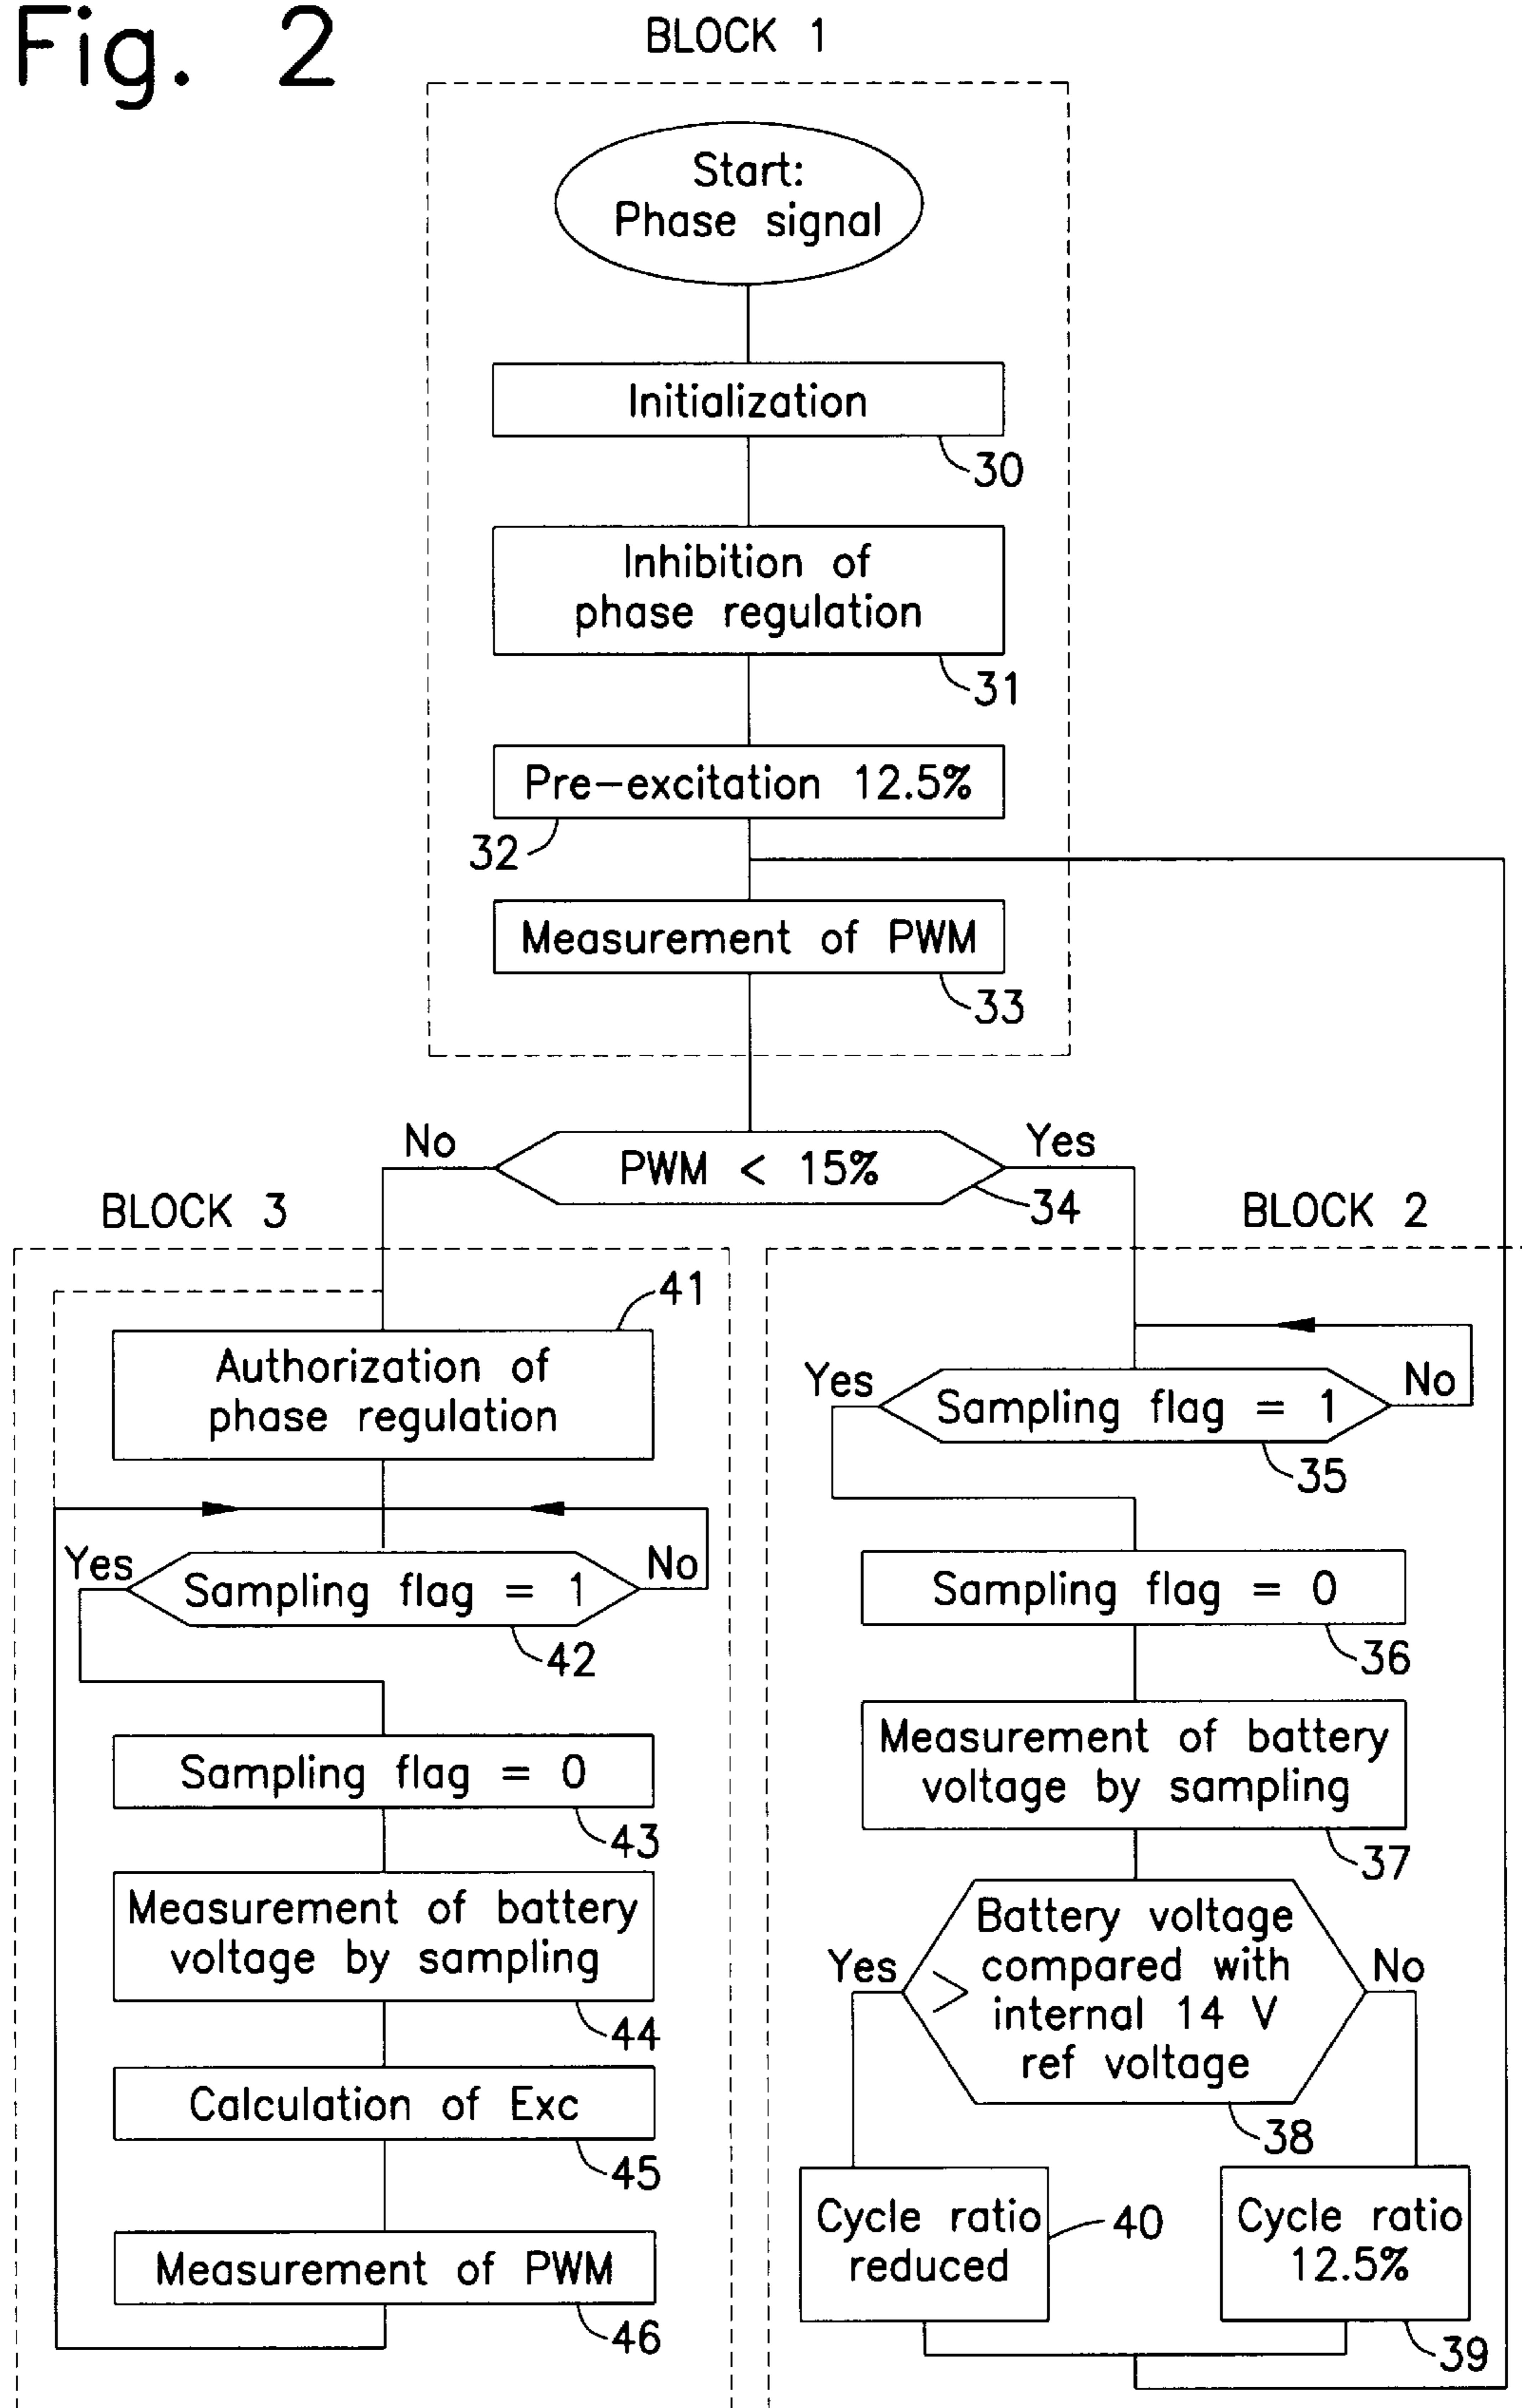 Fig. 2
BLOCK 1
Start:
Phase signal
Initialization
30
Inhibition of
phase regulation
31
Pre-excitation 12.5%
32
Measurement of PWM
33
No
PWM < 15%
Yes
34
BLOCK 3
41
Authorization of
phase regulation
Yes
Sampling flag = 1
No
42
Sampling flag = 0
43
Measurement of battery
voltage by sampling
44
Calculation of Exc
45
Measurement of PWM
46
BLOCK 2
Yes
Sampling flag = 1
No
35
Sampling flag = 0
36
Measurement of battery
voltage by sampling
37
Yes
>
Battery voltage
compared with
internal 14 V
ref voltage
No
38
Cycle ratio
reduced
40
Cycle ratio
12.5%
39